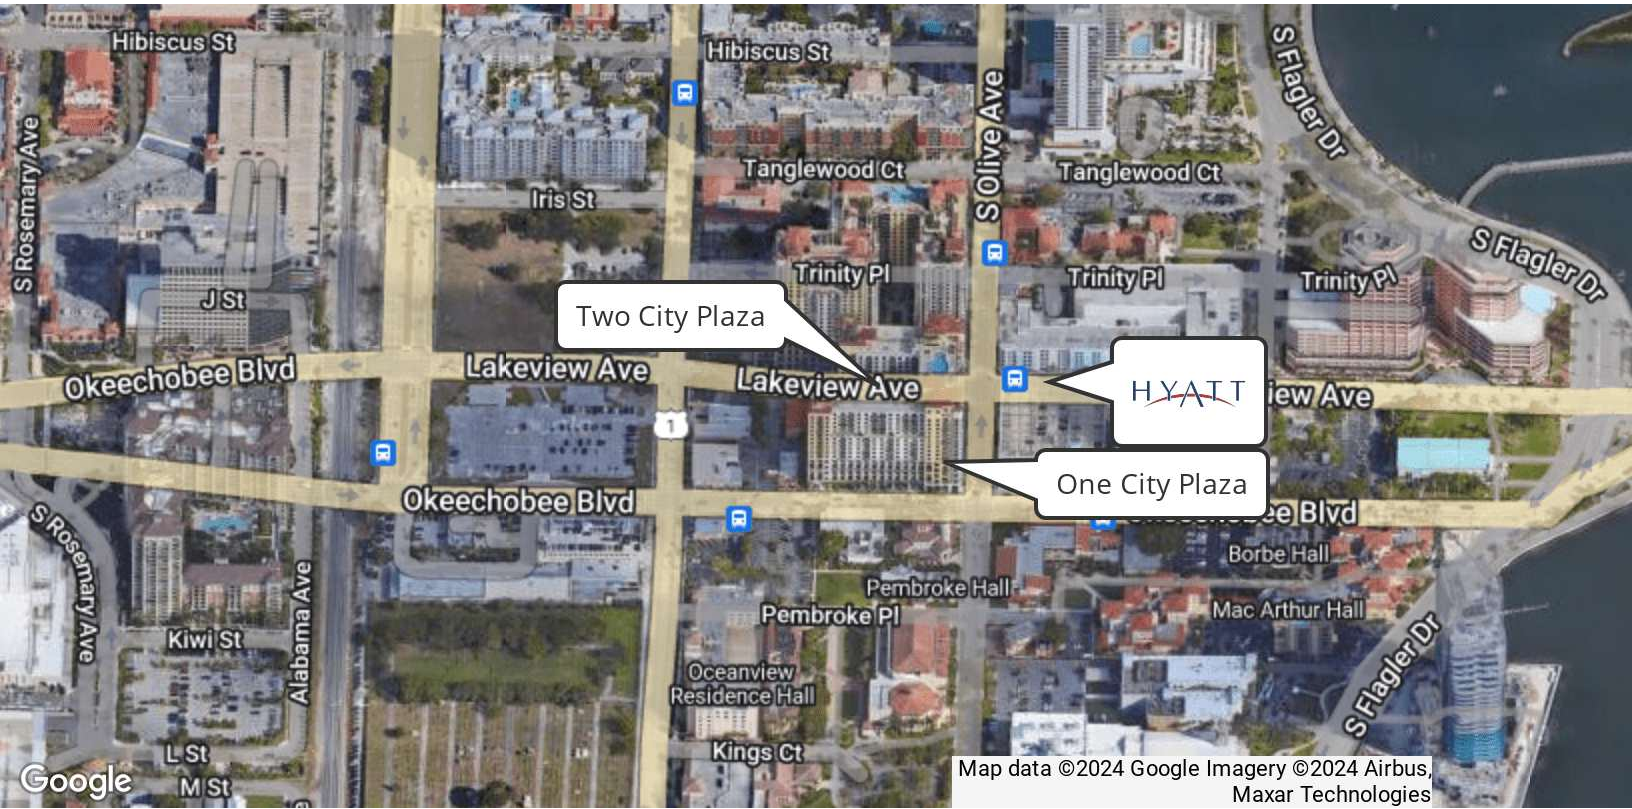 Hibiscus St
Hibiscus St
S Flagler Dr
S Rosemary Ave
S Olive Ave
Tanglewood Ct
Tanglewood Ct
Iris St
S Flagler Dr
Trinity Pl
Trinity Pl
Trinity Pl
J St
Two City Plaza
Okeechobee Blvd
Lakeview Ave
Lakeview Ave
HYATT
iew Ave
1
One City Plaza
Okeechobee Blvd
ee Blvd
S Rosemary Ave
Borbe Hall
Alabama Ave
Pembroke Hall
Pembroke Pl
Mac Arthur Hall
Kiwi St
Oceanview
Residence Hall
S Flagler Dr
L St
Kings Ct
M St
Google
Map data ©2024 Google Imagery ©2024 Airbus,
Maxar Technologies